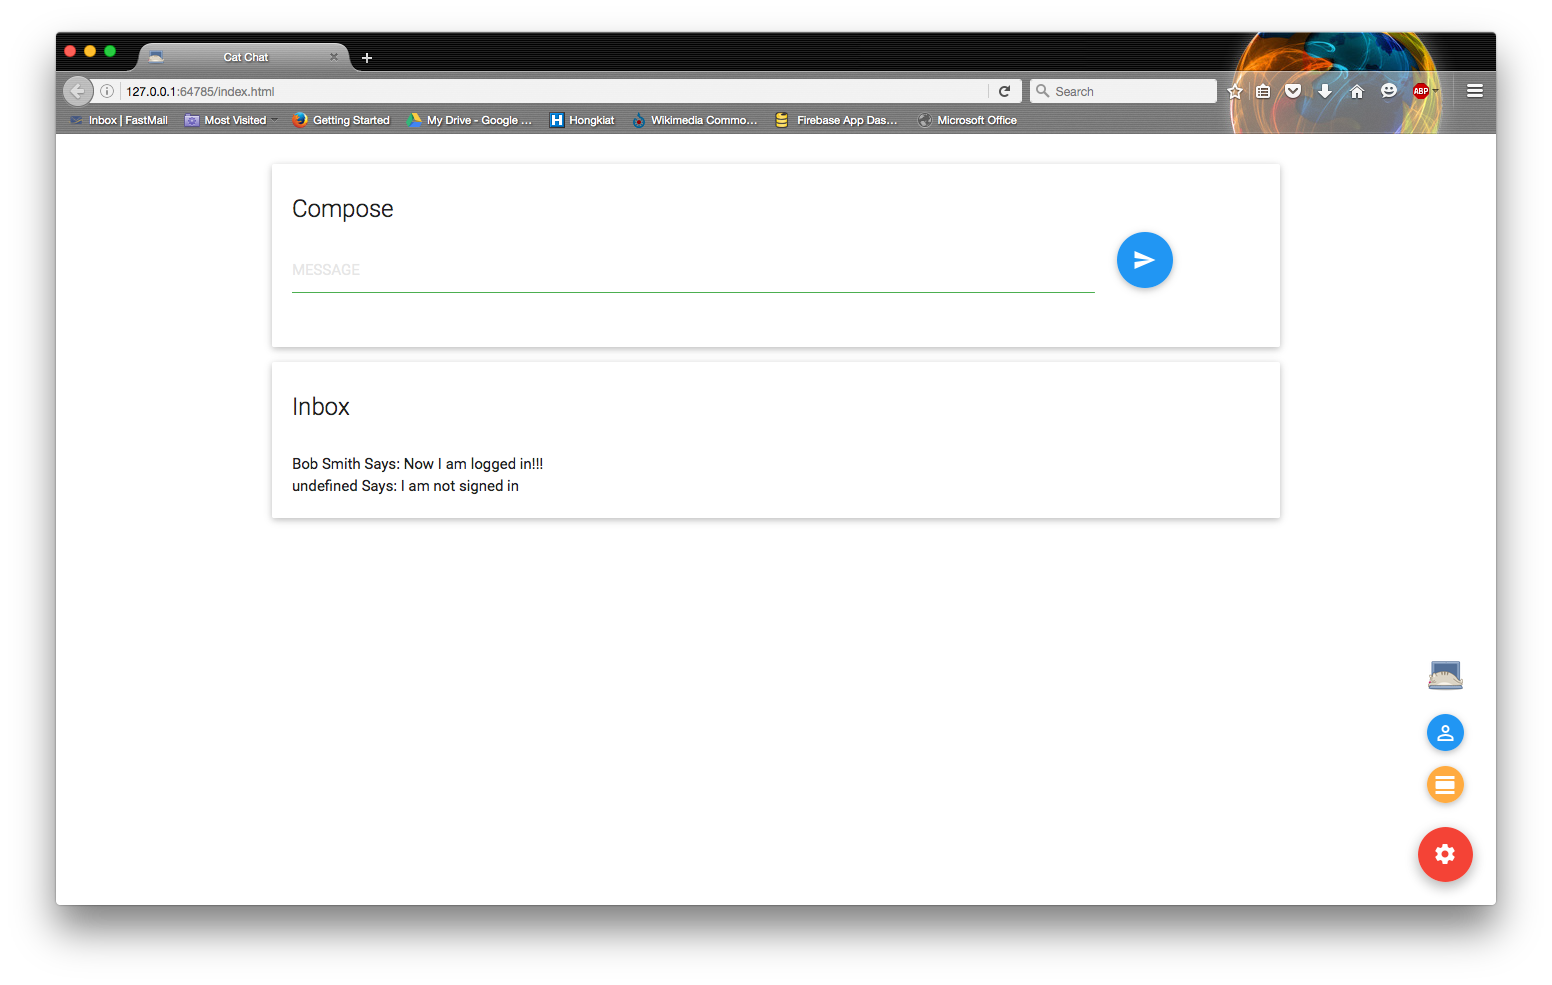 Cat Chat
127.0.0.1:64785/index.html
Search
ABP
Inbox | FastMail
Most Visited
Getting Started
My Drive - Google ...
H
Hongkiat
Wikimedia Commo...
Firebase App Das...
Microsoft Office
Compose
MESSAGE
Inbox
Bob Smith Says: Now I am logged in!!!
undefined Says: I am not signed in